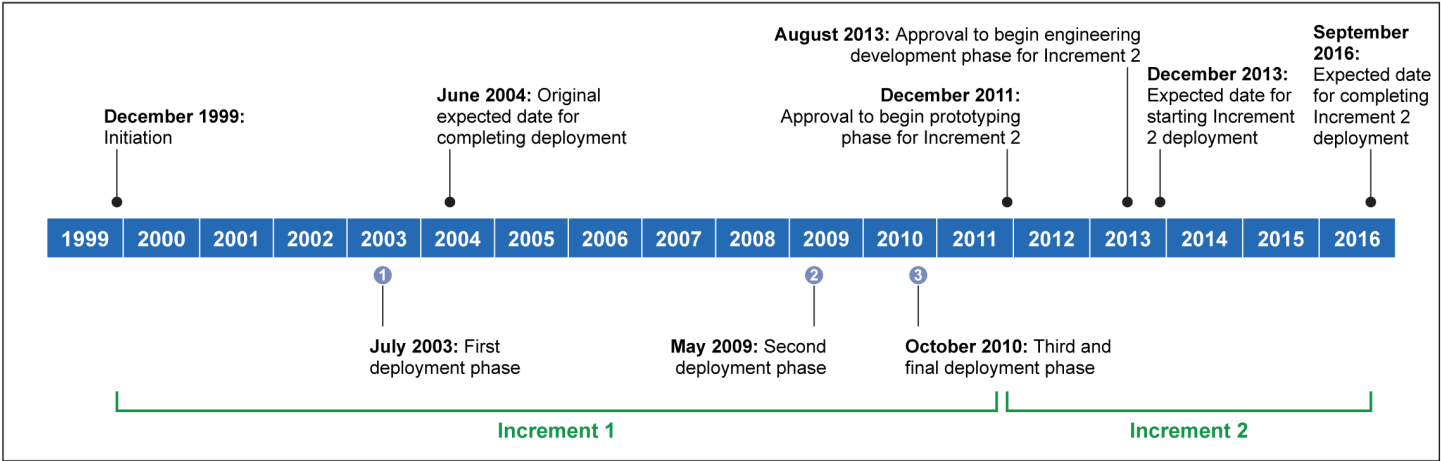 December 1999:
Initiation
June 2004: Original
expected date for
completing deployment
August 2013: Approval to begin engineering
development phase for Increment 2
December 2011:
Approval to begin prototyping
phase for Increment 2
December 2013:
Expected date for
starting Increment
2 deployment
September
2016:
Expected date
for completing
Increment 2
deployment
1999 2000 2001 2002 2003 2004 2005 2006 2007 2008 2009 2010 2011 2012 2013 2014 2015 2016
1 2 3
July 2003: First
deployment phase
May 2009: Second
deployment phase
October 2010: Third and
final deployment phase
Increment 1
Increment 2